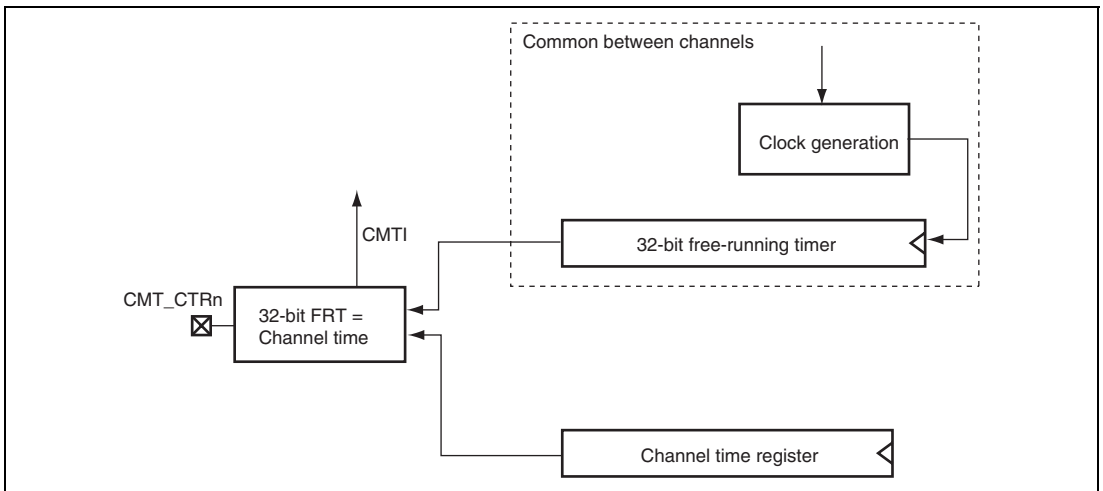 Common between channels
Clock generation
32-bit free-running timer
CMTI
CMT_CTRn
32-bit FRT =
Channel time
Channel time register